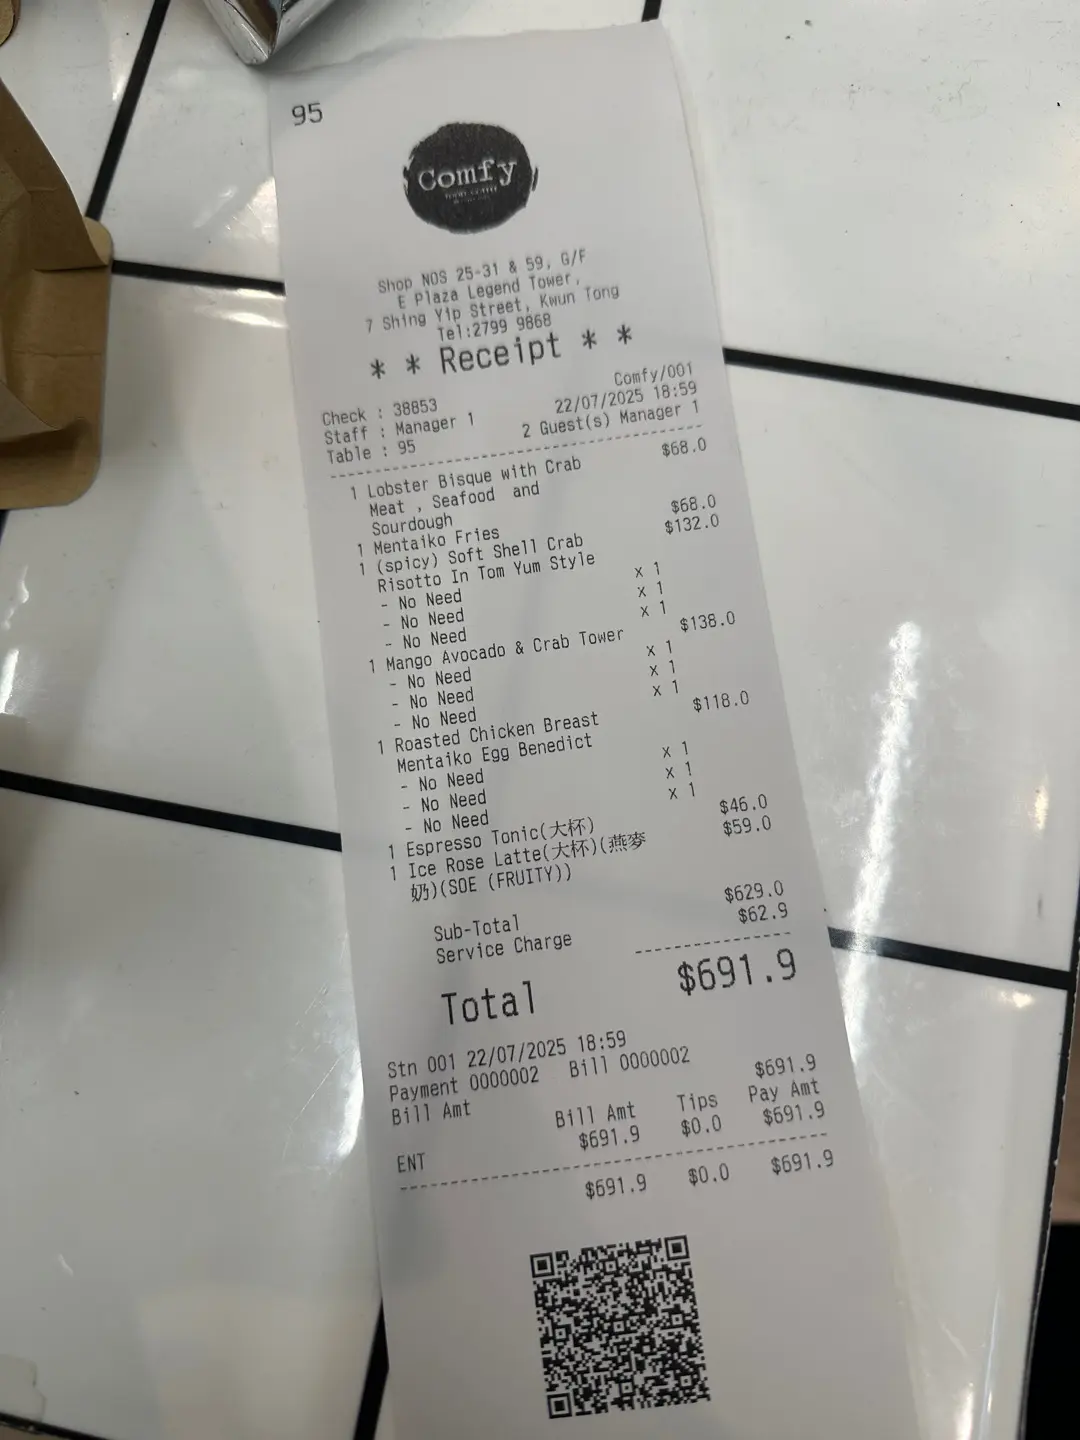 95
Comfy
Shop NOS 25-31 & 59, G/F
E Plaza Legend Tower,
7 Shing Yip Street, Kwun Tong
Tel:2799 9868
* * Receipt * *
Comfy/001
Check : 38853 22/07/2025 18:59
Staff : Manager 1 2 Guest(s) Manager 1
Table : 95
1 Lobster Bisque with Crab $68.0
Meat , Seafood and
Sourdough
1 Mentaiko Fries $68.0
1 (spicy) Soft Shell Crab $132.0
Risotto In Tom Yum Style
- No Need x 1
- No Need x 1
- No Need x 1
1 Mango Avocado & Crab Tower $138.0
- No Need x 1
- No Need x 1
- No Need x 1
1 Roasted Chicken Breast $118.0
Mentaiko Egg Benedict
- No Need x 1
- No Need x 1
- No Need x 1
1 Espresso Tonic(大杯) $46.0
1 Ice Rose Latte(大杯)(燕麥 $59.0
奶)(SOE (FRUITY))
Sub-Total $629.0
Service Charge $62.9
Total $691.9
Stn 001 22/07/2025 18:59
Payment 0000002 Bill 0000002
Bill Amt $691.9
Bill Amt Tips Pay Amt
ENT $691.9 $0.0 $691.9
$691.9 $0.0 $691.9